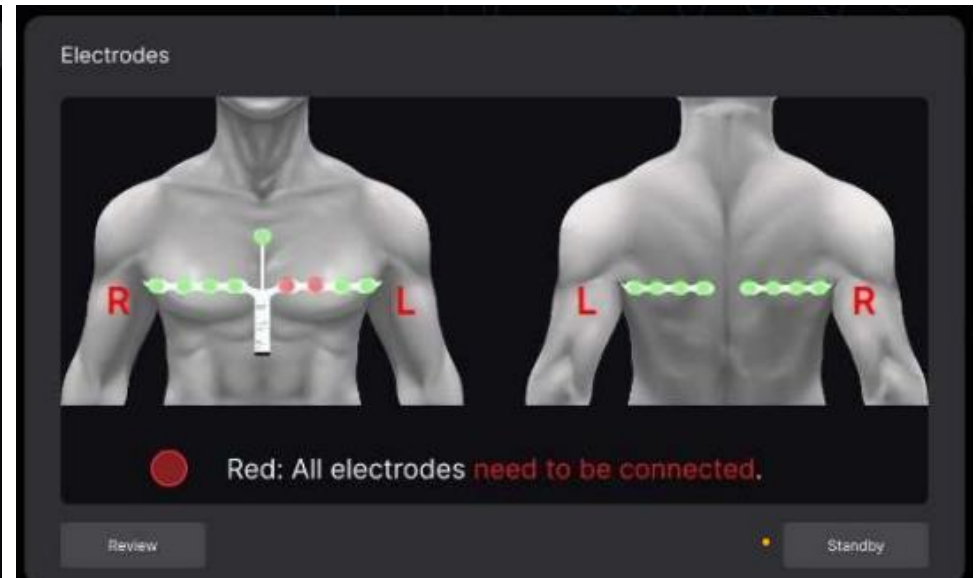 Electrodes
R L L R
Red: All electrodes need to be connected.
Review Standby